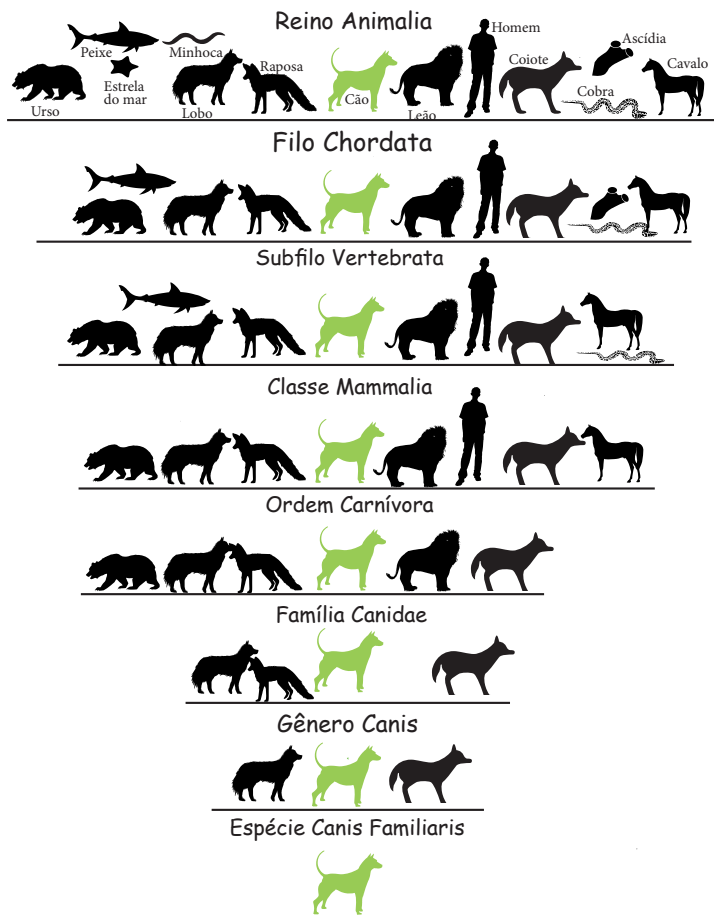 Reino Animalia
Homem
Peixe
Minhoca
Ascídia
Raposa
Coiote
Cavalo
Estrela
do mar
Cão
Cobra
Urso
Lobo
Leão
Filo Chordata
Subfilo Vertebrata
Classe Mammalia
Ordem Carnívora
Família Canidae
Gênero Canis
Espécie Canis Familiaris